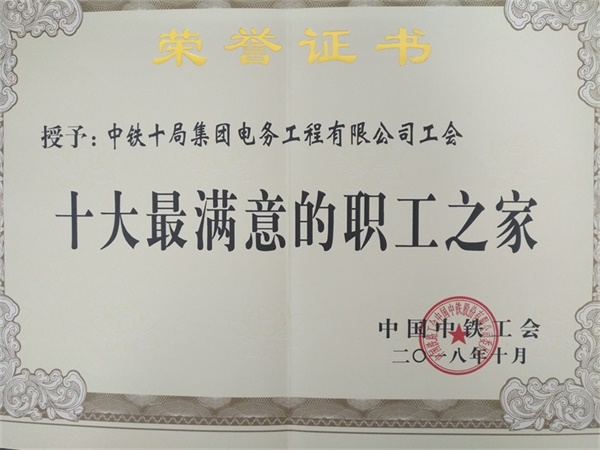 荣誉证书
授予：中铁十局集团电务工程有限公司工会
十大最满意的职工之家
中国中铁工会
二〇一八年十月